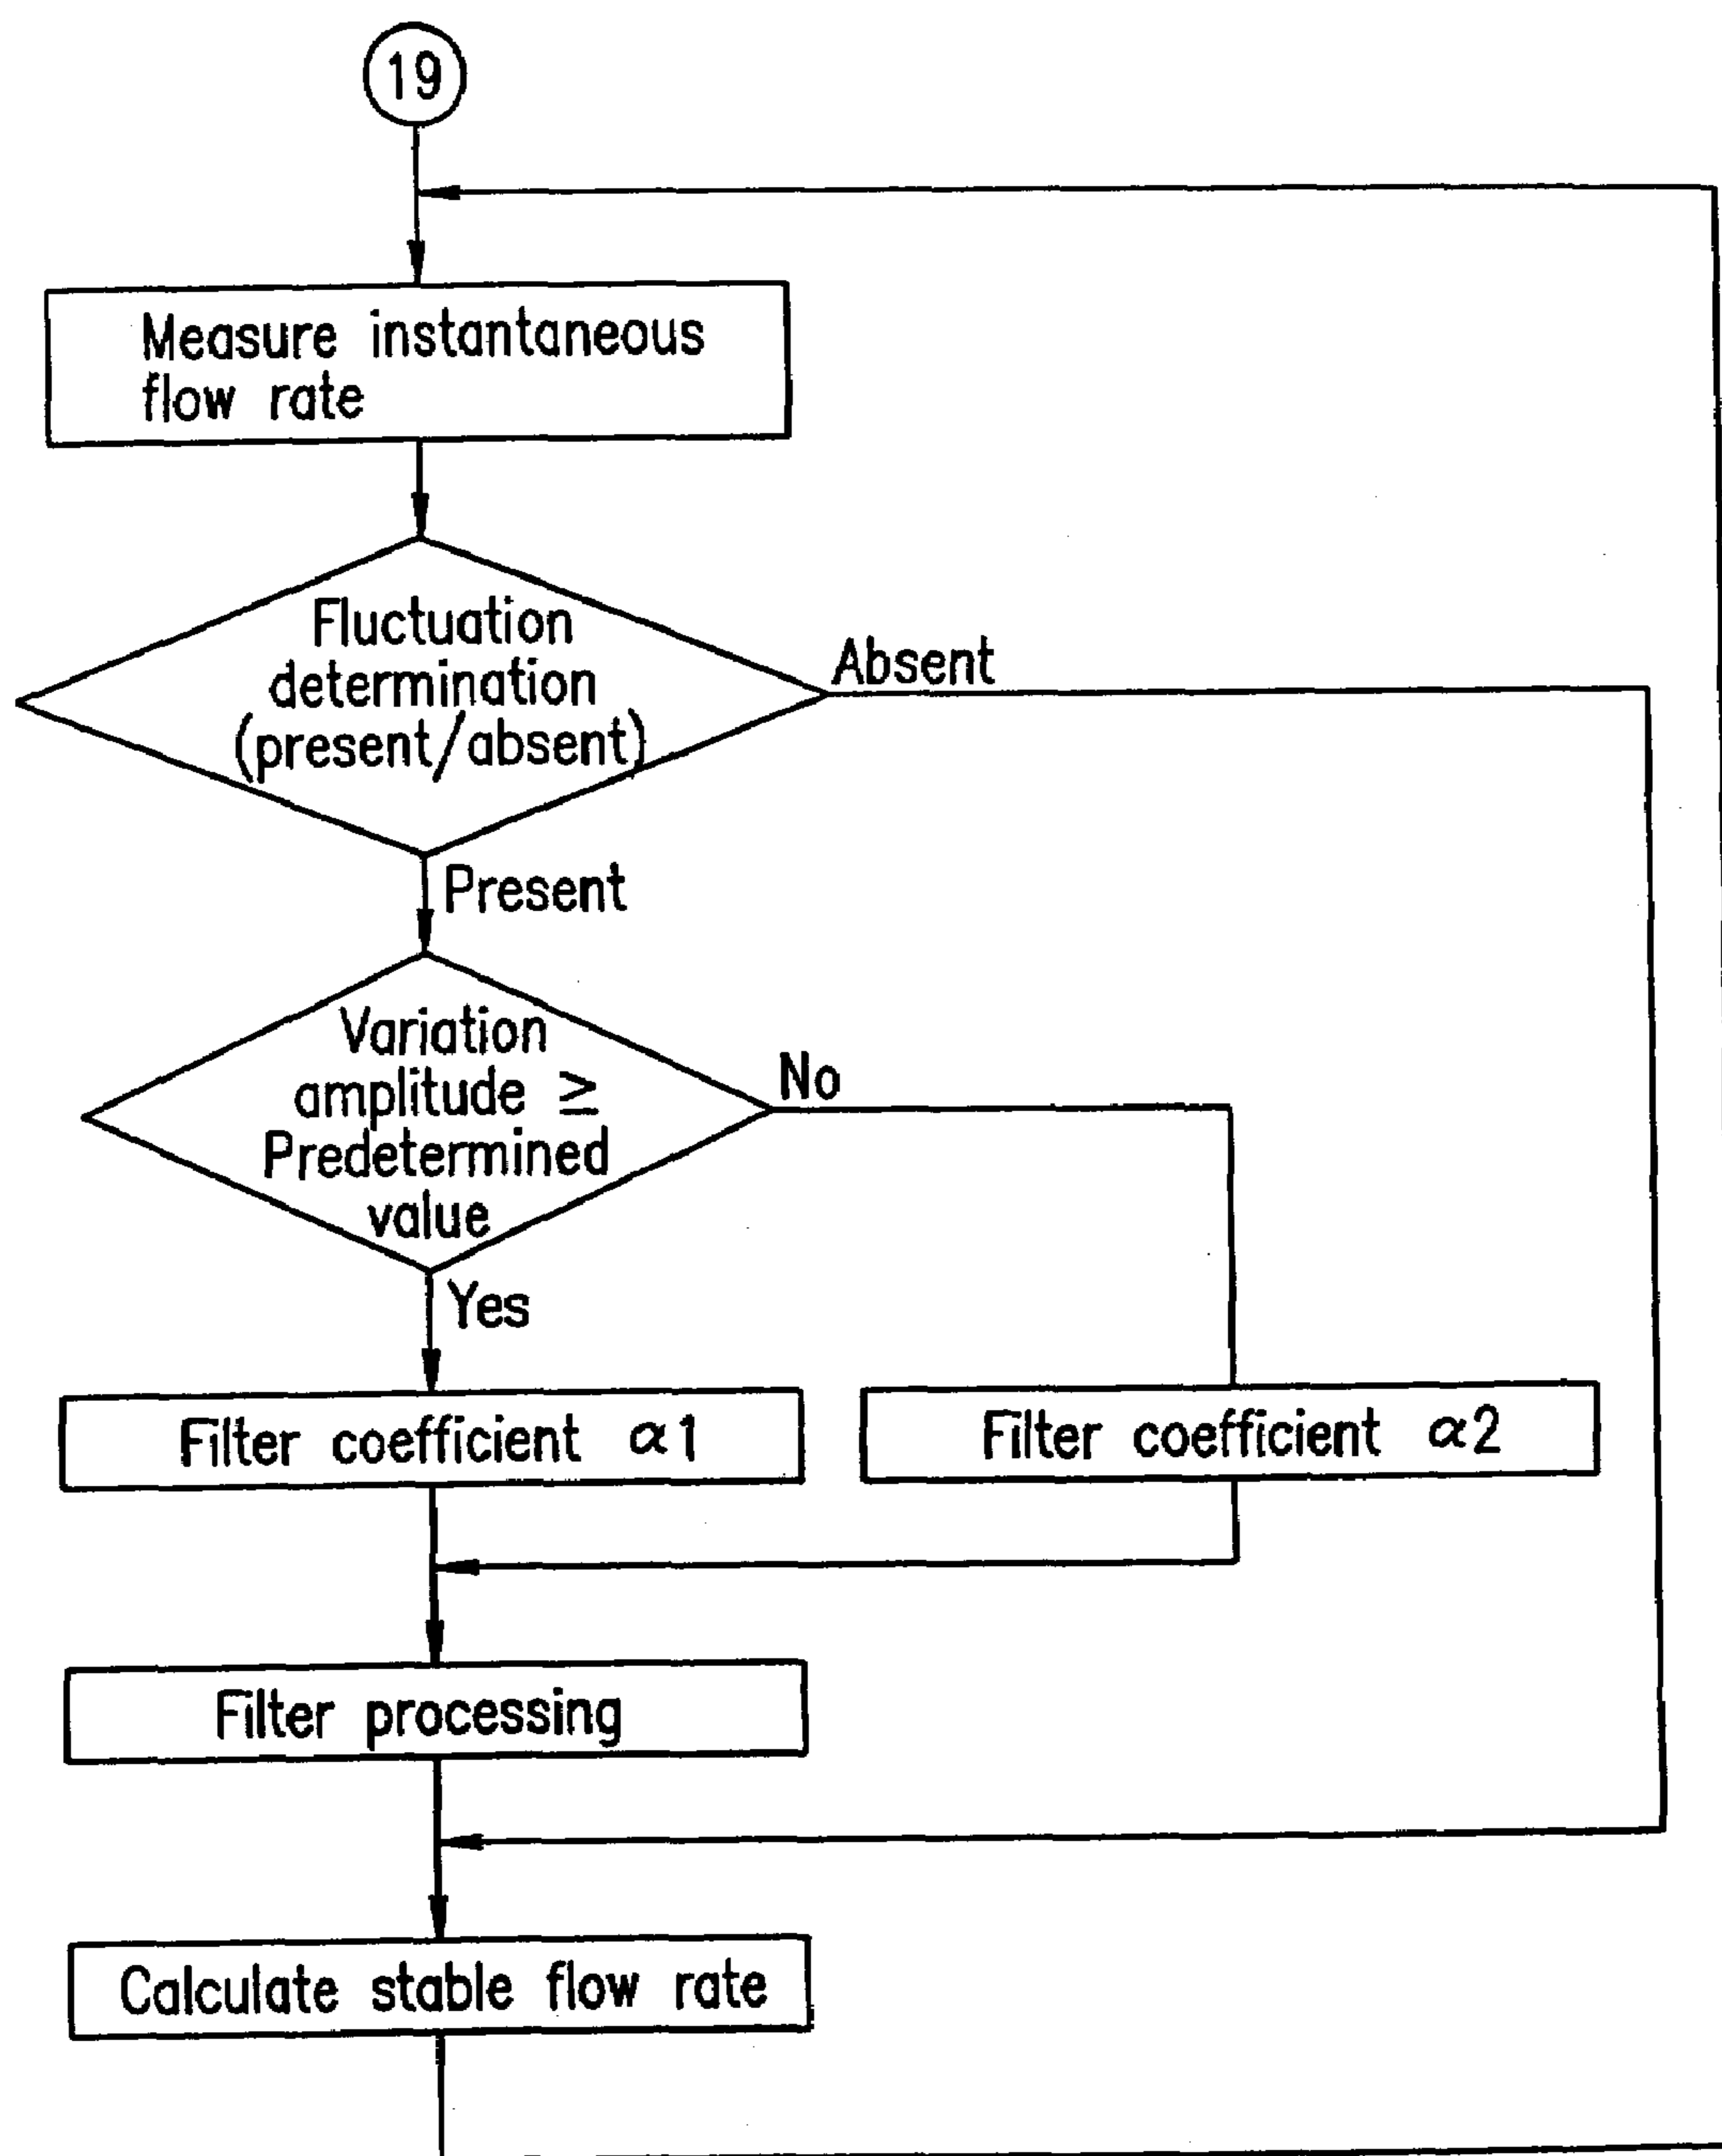 19
Measure instantaneous
flow rate
Fluctuation
determination
(present/absent)
Absent
Present
Variation
amplitude ≥
Predetermined
value
No
Yes
Filter coefficient α1
Filter coefficient α2
Filter processing
Calculate stable flow rate